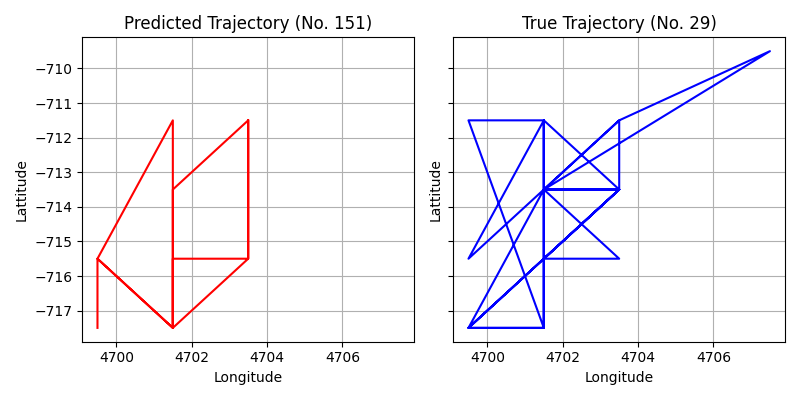 Predicted Trajectory (No. 151)
True Trajectory (No. 29)
−710
−711
−712
−713
−714
−715
−716
−717
Lattitude
Lattitude
4700 4702 4704 4706
4700 4702 4704 4706
Longitude
Longitude